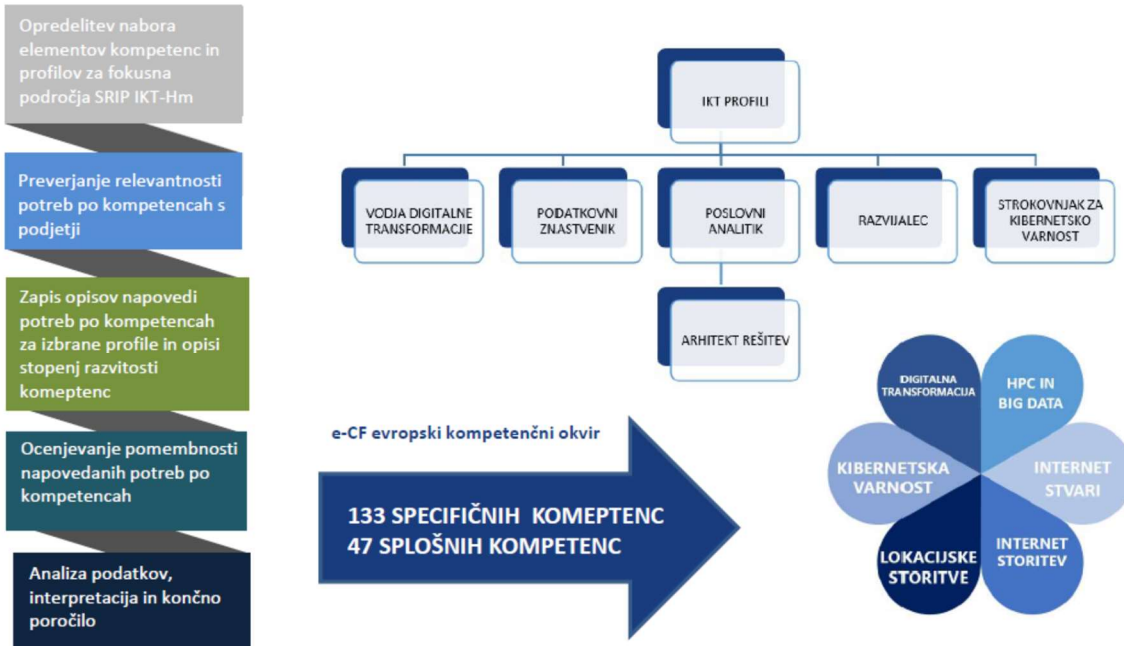 Opredelitev nabora
elementov kompetenc in
profilov za fokusna
področja SRIP IKT-Hm
Preverjanje relevantnosti
potreb po kompetencah s
podjetji
Zapis opisov napovedi
potreb po kompetencah
za izbrane profile in opisi
stopenj razvitosti
komeptenc
Ocenjevanje pomembnosti
napovedanih potreb po
kompetencah
Analiza podatkov,
interpretacija in končno
poročilo
IKT PROFILI
VODJA DIGITALNE
TRANSFORMACJIE
PODATKOVNI
ZNASTVENIK
POSLOVNI
ANALITIK
RAZVIJALEC
STROKOVNJAK ZA
KIBERNETSKO
VARNOST
ARHITEKT REŠITEV
e-CF evropski kompetenčni okvir
133 SPECIFIČNIH KOMEPTENC
47 SPLOŠNIH KOMPETENC
DIGITALNA
TRANSFORMACIJA
HPC IN
BIG DATA
KIBERNETSKA
VARNOST
INTERNET
STVARI
LOKACIJSKE
STORITVE
INTERNET
STORITEV